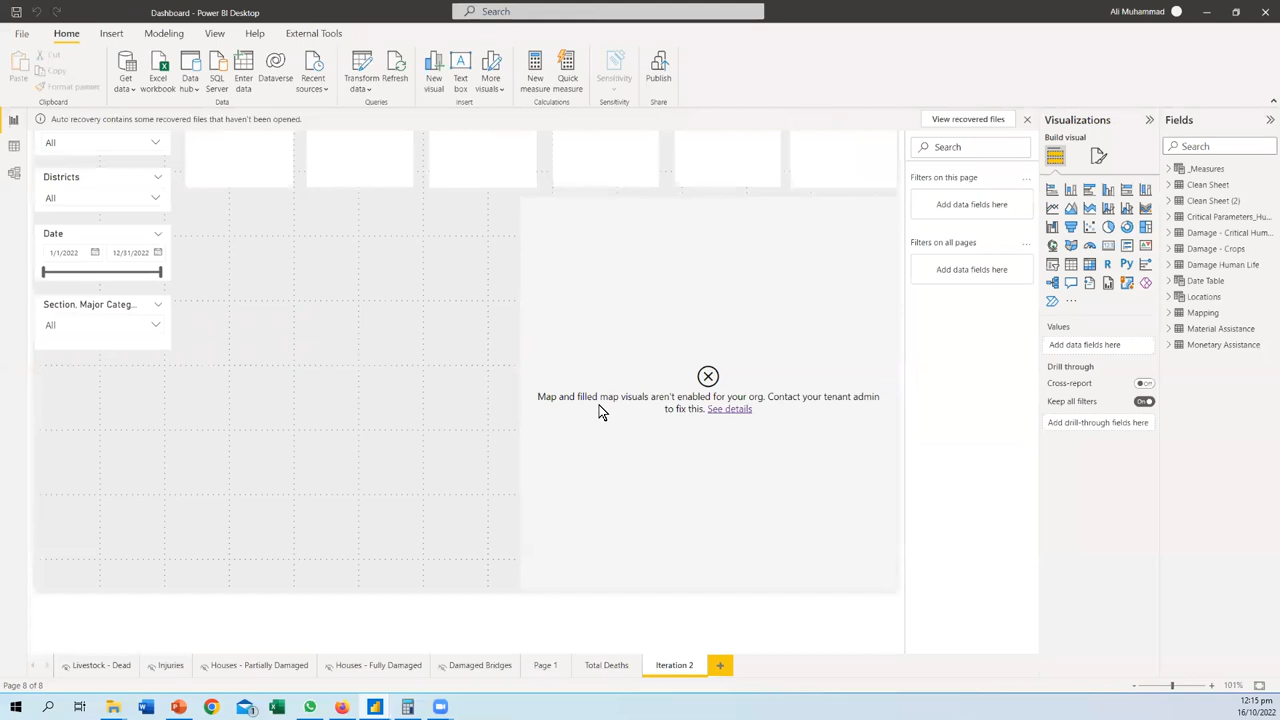 Dashboard - Power BI Desktop
Search
Ali Muhammad
File
Home
Insert
Modeling
View
Help
External Tools
Paste
Cut
Copy
Format painter
Clipboard
Get data
Excel workbook
Data hub
SQL Server
Enter data
Dataverse
Recent sources
Data
Transform data
Refresh
Queries
New visual
Text box
More visuals
Insert
New measure
Quick measure
Calculations
Sensitivity
Sensitivity
Publish
Share
Auto recovery contains some recovered files that haven't been opened.
View recovered files
All
Districts
All
Date
1/1/2022
12/31/2022
Section, Major Categ...
All
Map and filled map visuals aren't enabled for your org. Contact your tenant admin
to fix this. See details
Search
Filters on this page
...
Add data fields here
Filters on all pages
...
Add data fields here
Visualizations
Build visual
R
Py
...
Values
Add data fields here
Drill through
Cross-report
Off
Keep all filters
On
Add drill-through fields here
Fields
Search
_Measures
Clean Sheet
Clean Sheet (2)
Critical Parameters_Hu...
Damage - Critical Hum...
Damage - Crops
Damage Human Life
Date Table
Locations
Mapping
Material Assistance
Monetary Assistance
Livestock - Dead
Injuries
Houses - Partially Damaged
Houses - Fully Damaged
Damaged Bridges
Page 1
Total Deaths
Iteration 2
Page 8 of 8
101%
12:15 pm
16/10/2022